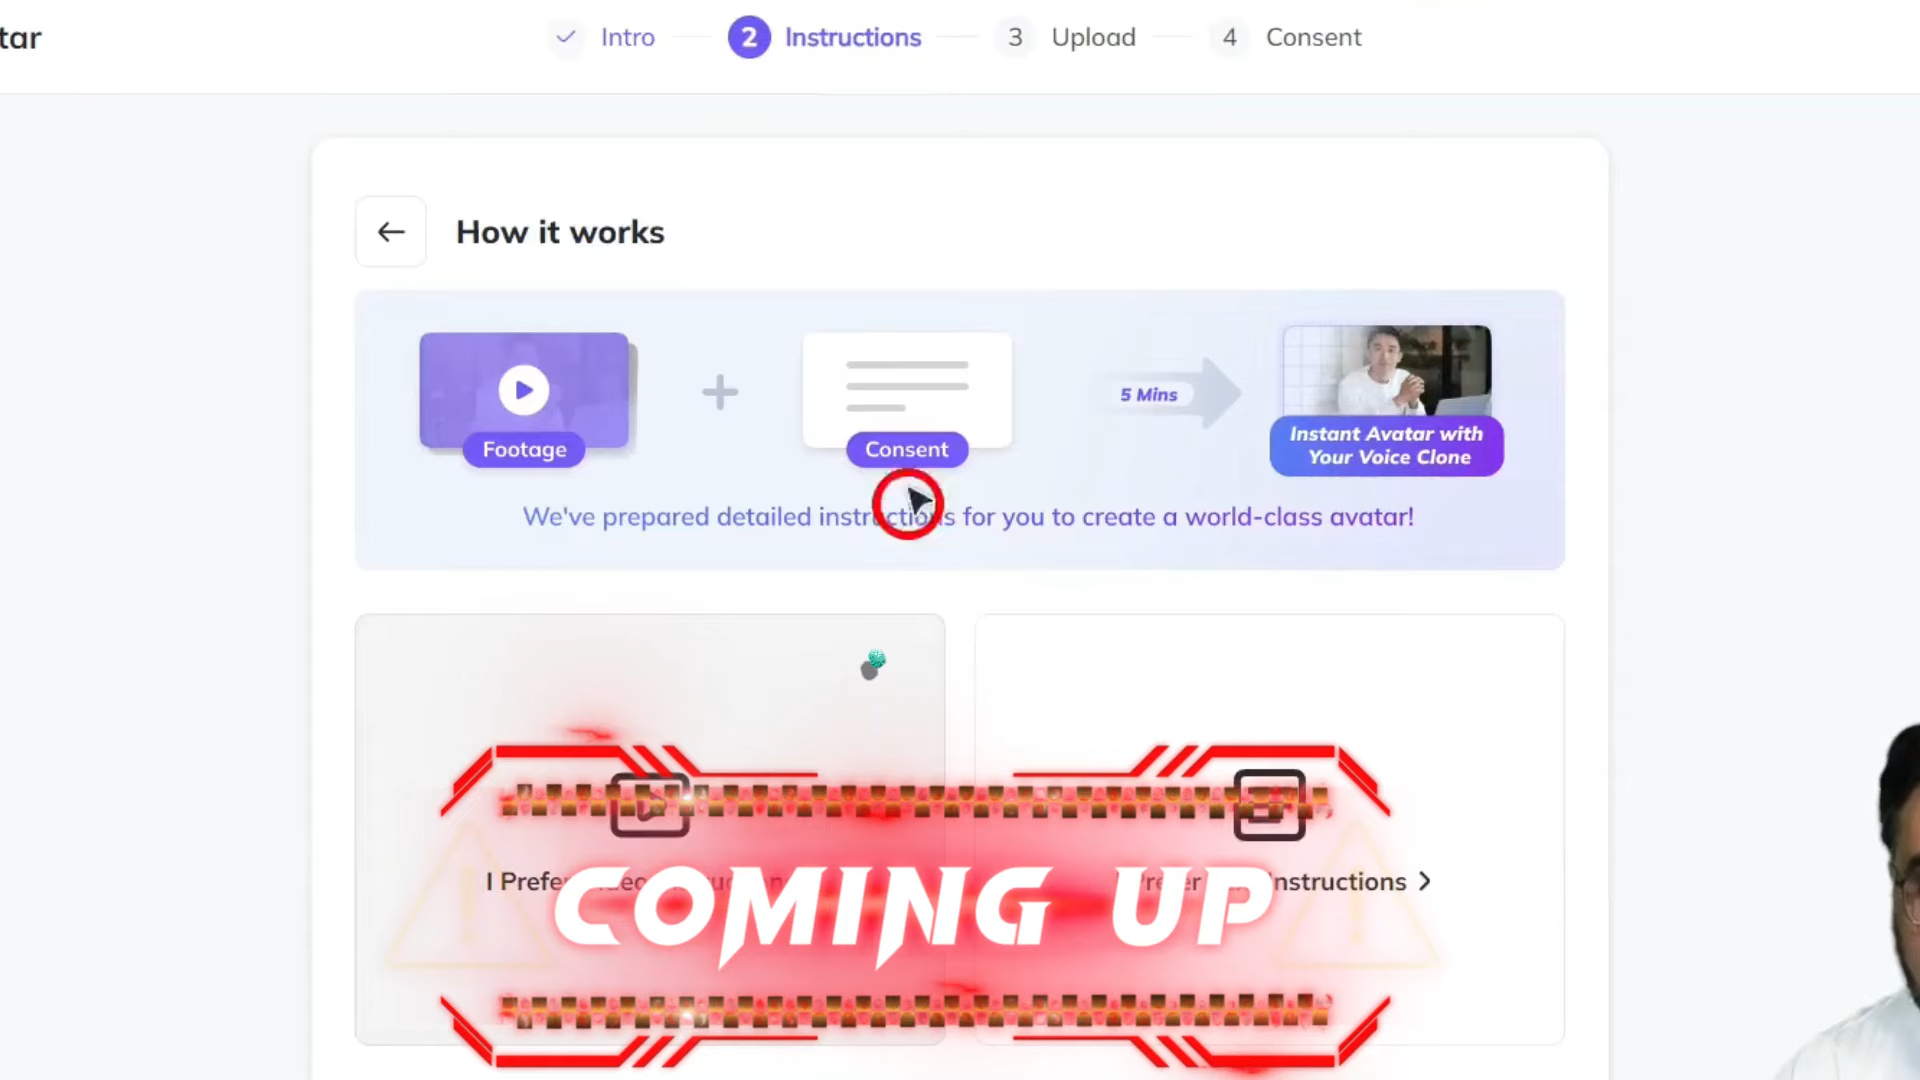 tar
Intro
2 Instructions
3 Upload
4 Consent
How it works
Footage
Consent
5 Mins
Instant Avatar with
Your Voice Clone
We've prepared detailed instructions for you to create a world-class avatar!
I Prefer
Prefer Instructions
COMING UP